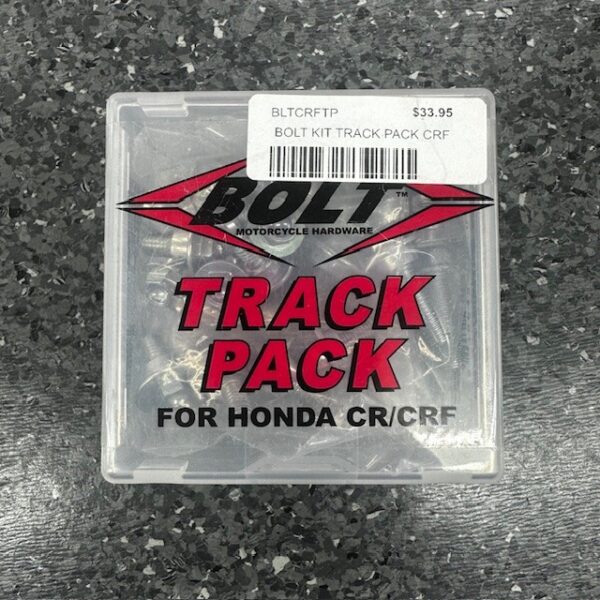 BLTCRFTP $33.95
BOLT KIT TRACK PACK CRF
BOLT™
MOTORCYCLE HARDWARE
TRACK
PACK
FOR HONDA CR/CRF